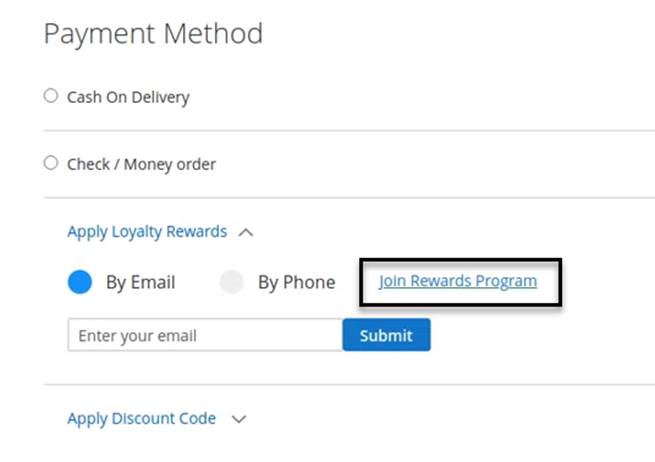 Payment Method
Cash On Delivery
Check / Money order
Apply Loyalty Rewards
By Email By Phone Join Rewards Program
Enter your email Submit
Apply Discount Code